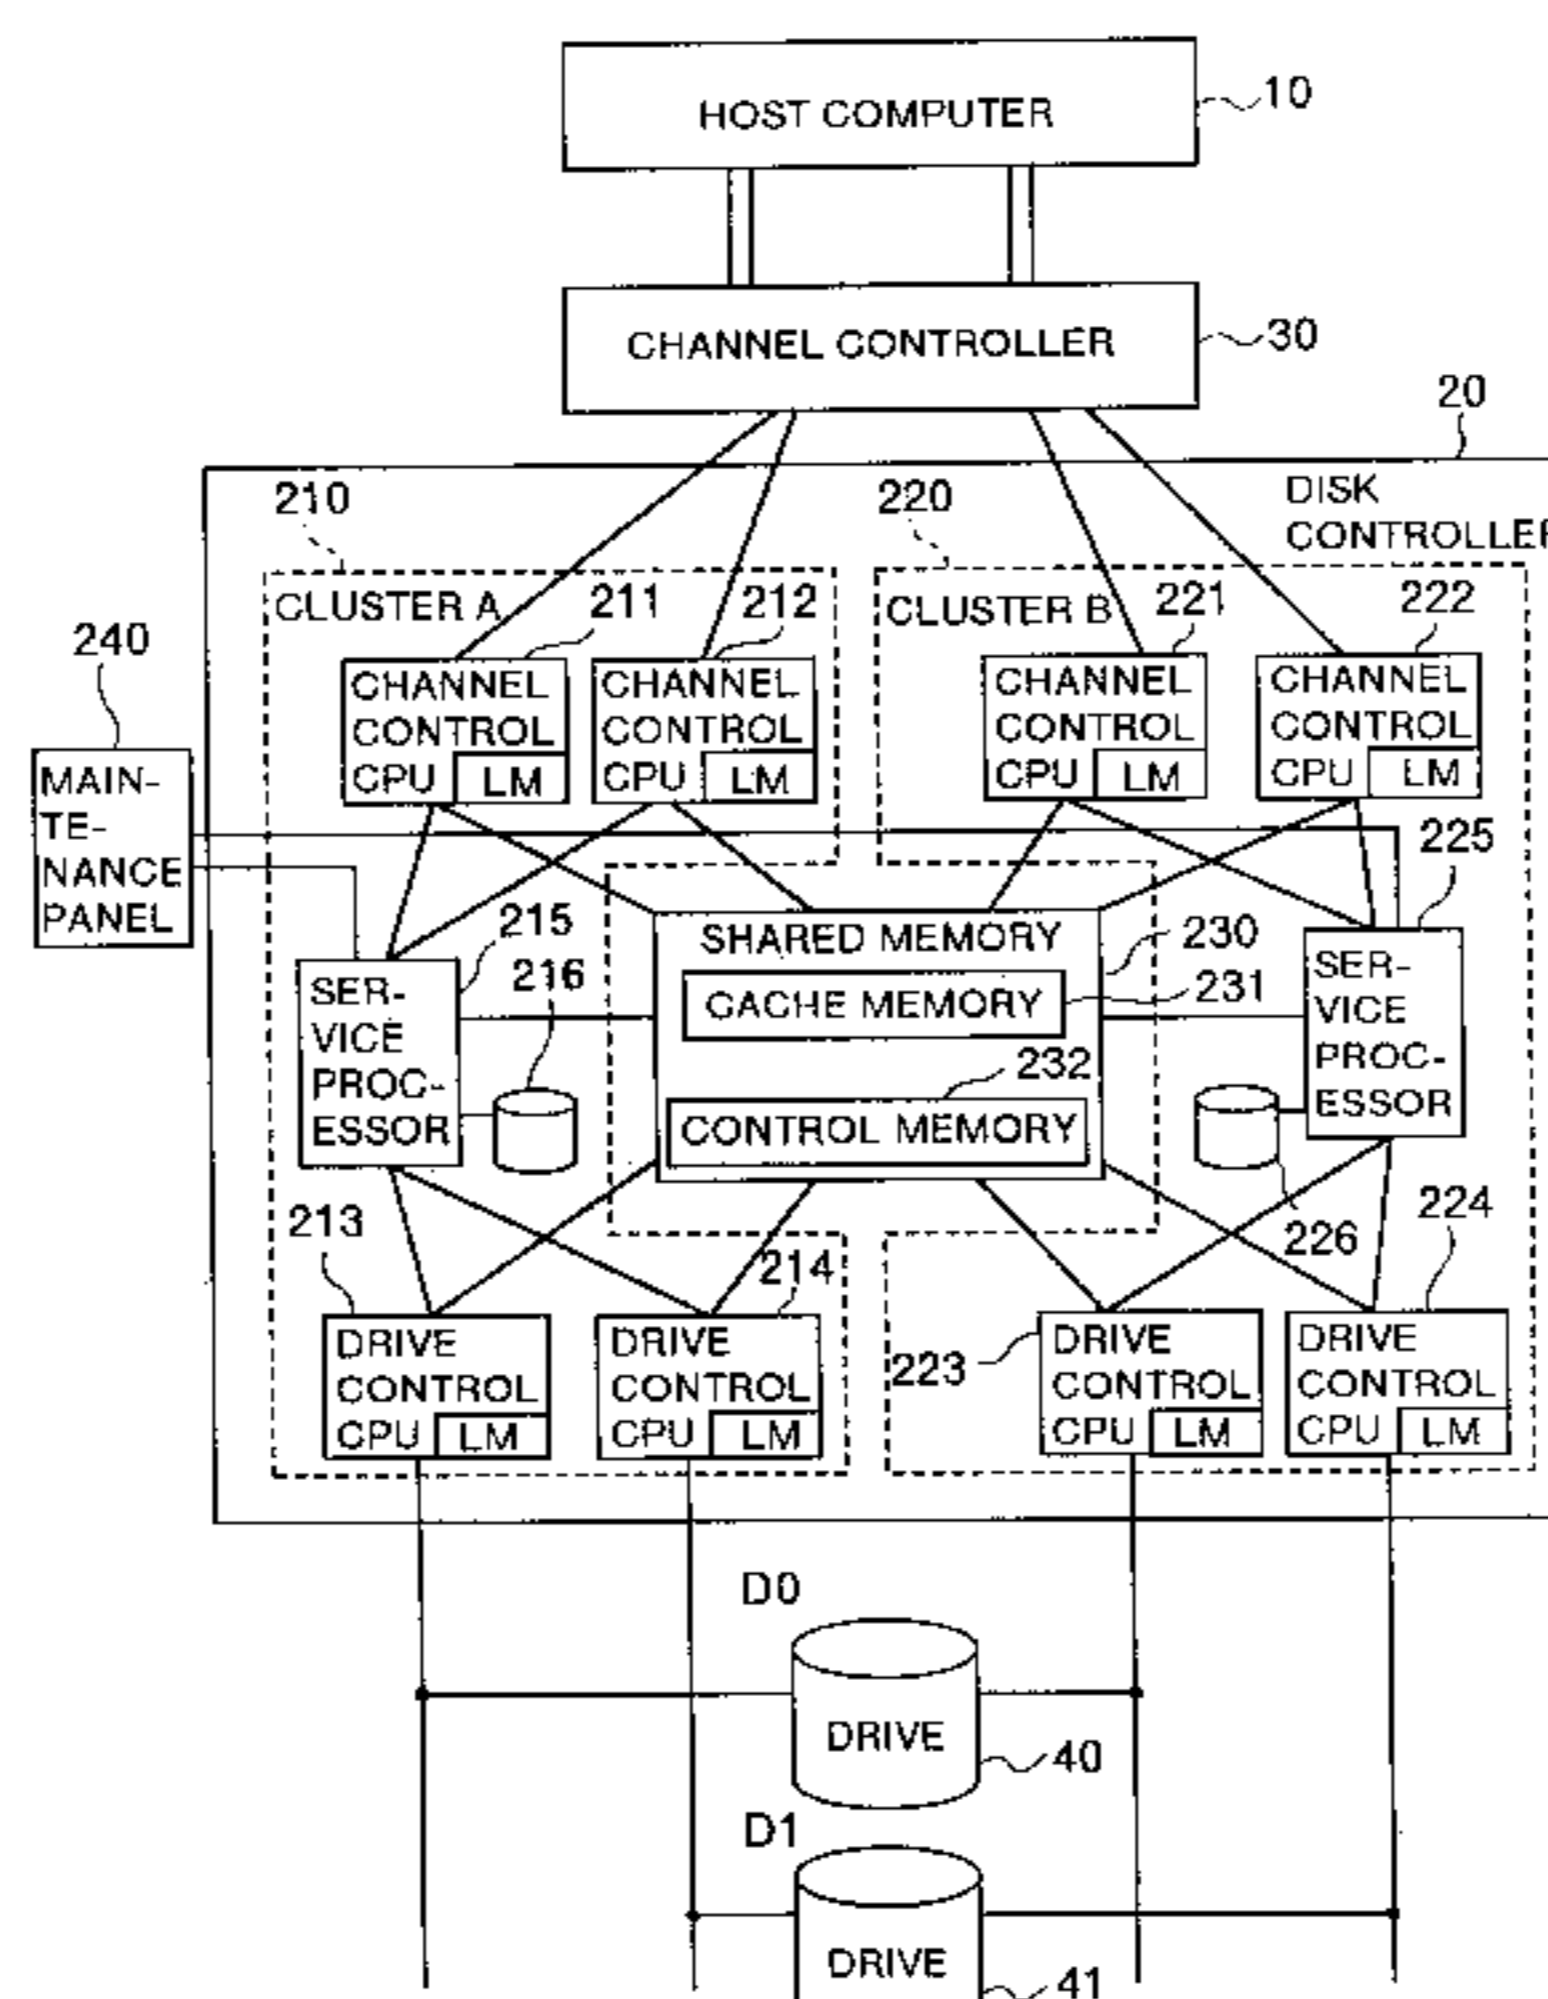 HOST COMPUTER
10
CHANNEL CONTROLLER
30
20
DISK
CONTROLLER
210
220
CLUSTER A
211
212
CLUSTER B
221
222
240
CHANNEL
CONTROL
CPU
LM
CHANNEL
CONTROL
CPU
LM
CHANNEL
CONTROL
CPU
LM
CHANNEL
CONTROL
CPU
LM
MAIN-
TE-
NANCE
PANEL
225
215
216
SHARED MEMORY
230
CACHE MEMORY
231
232
CONTROL MEMORY
SER-
VICE
PROC-
ESSOR
SER-
VICE
PROC-
ESSOR
213
214
226
224
223
DRIVE
CONTROL
CPU
LM
DRIVE
CONTROL
CPU
LM
DRIVE
CONTROL
CPU
LM
DRIVE
CONTROL
CPU
LM
D0
DRIVE
40
D1
DRIVE
41